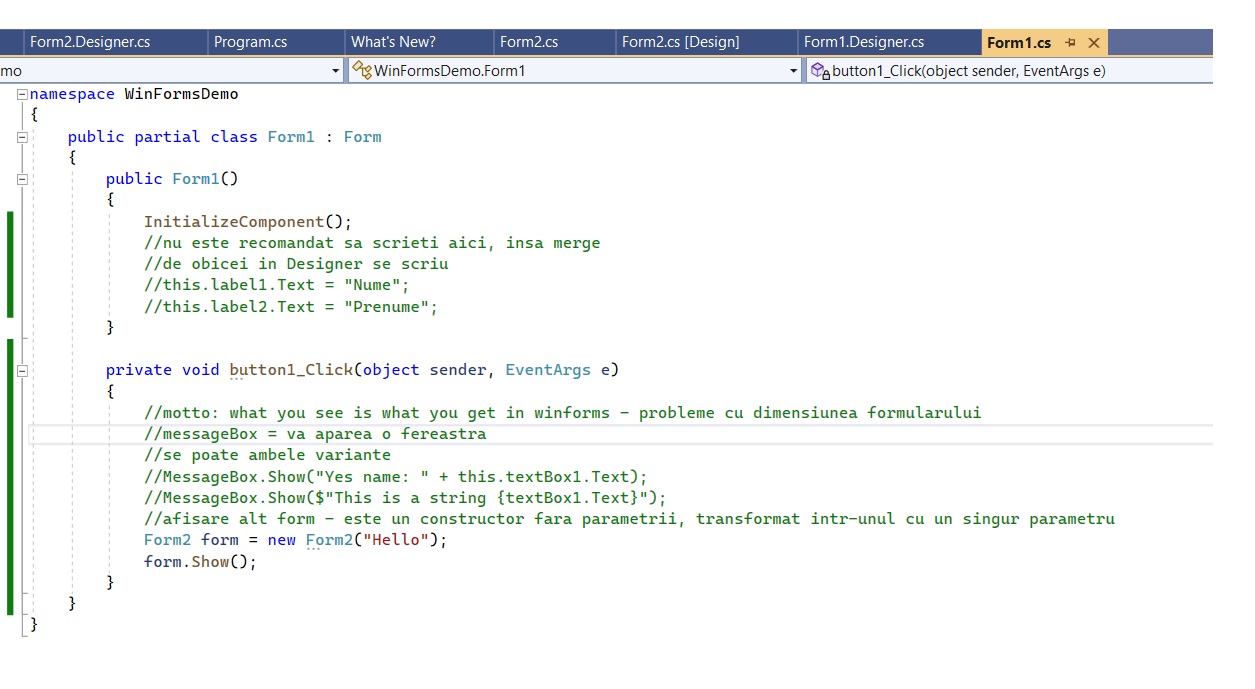 Form2.Designer.cs Program.cs What's New? Form2.cs Form2.cs [Design] Form1.Designer.cs Form1.cs
mo WinFormsDemo.Form1 button1_Click(object sender, EventArgs e)
namespace WinFormsDemo
{
    public partial class Form1 : Form
    {
        public Form1()
        {
            InitializeComponent();
            //nu este recomandat sa scrieti aici, insa merge
            //de obicei in Designer se scriu
            //this.label1.Text = "Nume";
            //this.label2.Text = "Prenume";
        }

        private void button1_Click(object sender, EventArgs e)
        {
            //motto: what you see is what you get in winforms - probleme cu dimensiunea formularului
            //messageBox = va aparea o fereastra
            //se poate ambele variante
            //MessageBox.Show("Yes name: " + this.textBox1.Text);
            //MessageBox.Show($"This is a string {textBox1.Text}");
            //afisare alt form - este un constructor fara parametrii, transformat intr-unul cu un singur parametru
            Form2 form = new Form2("Hello");
            form.Show();
        }
    }
}